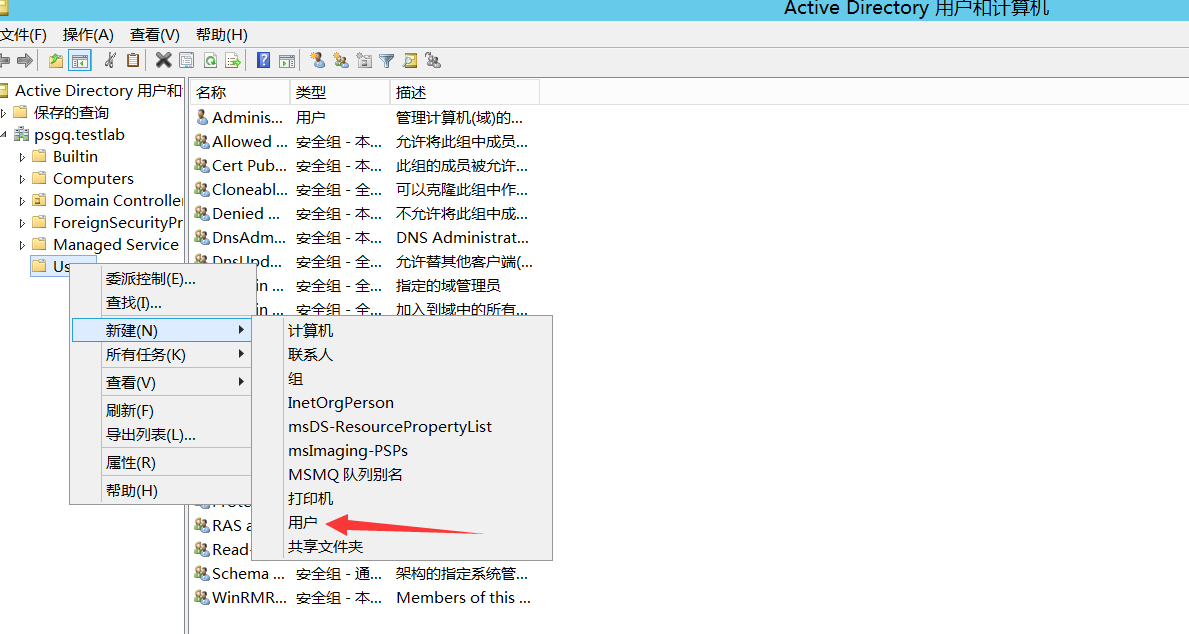 Active Directory 用户和计算机
文件(F) 操作(A) 查看(V) 帮助(H)
Active Directory 用户和
保存的查询
psgq.testlab
Builtin
Computers
Domain Controller
ForeignSecurityPr
Managed Service
Us
名称 类型 描述
Adminis... 用户 管理计算机(域)的...
Allowed ... 安全组 - 本... 允许将此组中成员...
Cert Pub... 安全组 - 本... 此组的成员被允许...
Cloneabl... 安全组 - 全... 可以克隆此组中作...
Denied ... 安全组 - 本... 不允许将此组中成...
DnsAdm... 安全组 - 本... DNS Administrat...
DnsUpd... 安全组 - 全... 允许替其他客户端(...
in ... 安全组 - 全... 指定的域管理员
in ... 安全组 - 全... 加入到域中的所有...
委派控制(E)...
查找(I)...
新建(N)
所有任务(K)
查看(V)
刷新(F)
导出列表(L)...
属性(R)
帮助(H)
计算机
联系人
组
InetOrgPerson
msDS-ResourcePropertyList
msImaging-PSPs
MSMQ 队列别名
打印机
用户
共享文件夹
RAS a
Read-
Schema ... 安全组 - 通... 架构的指定系统管...
WinRMR... 安全组 - 本... Members of this ...